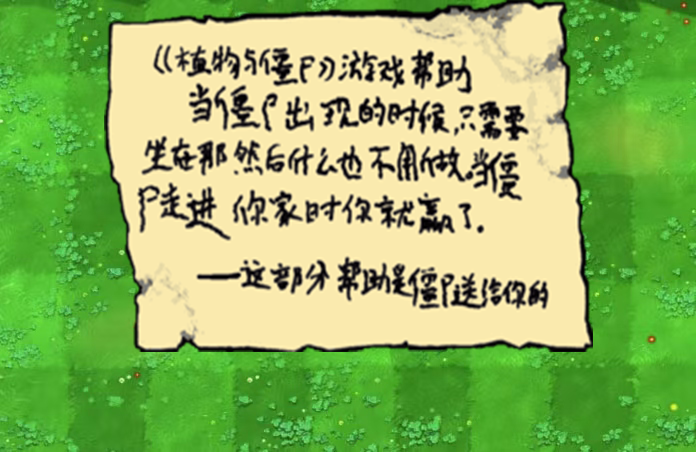 《植物与僵尸》游戏帮助
当僵尸出现的时候,只需要
坐在那然后什么也不用做。当僵
尸走进你家时你就赢了.
——这部分帮助是僵尸送给你的